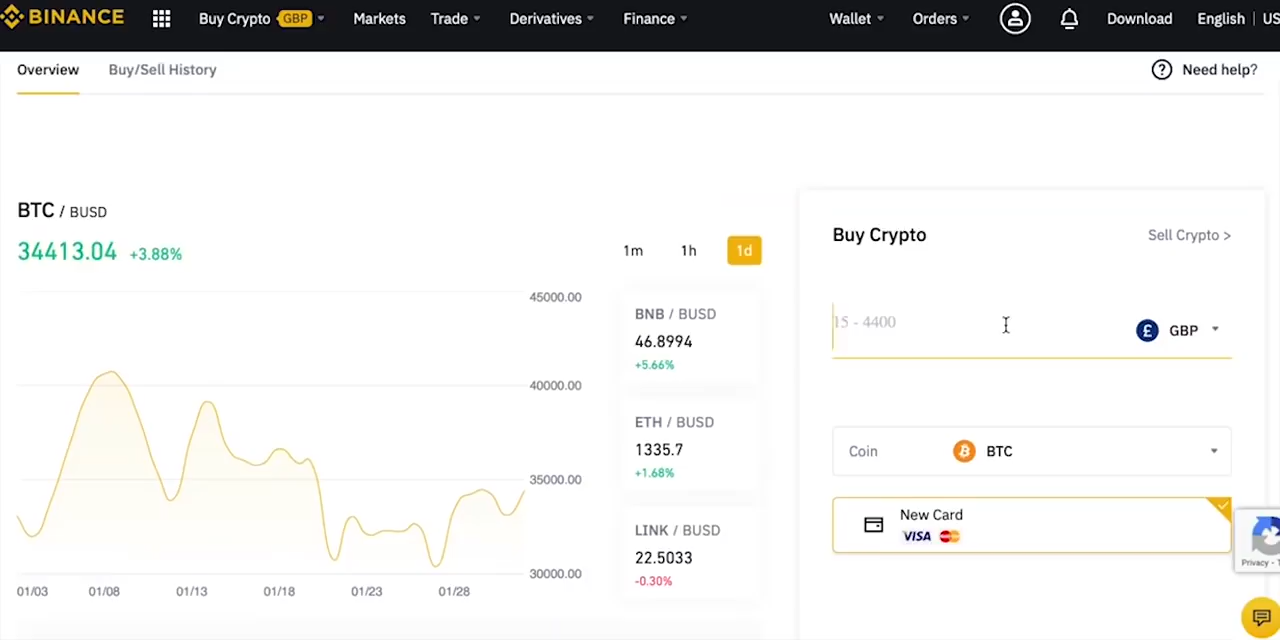 BINANCE Buy Crypto GBP Markets Trade Derivatives Finance Wallet Orders Download English US
Overview Buy/Sell History Need help?
BTC / BUSD
34413.04 +3.88%
1m 1h 1d
45000.00
40000.00
35000.00
30000.00
01/03 01/08 01/13 01/18 01/23 01/28
BNB / BUSD
46.8994
+5.66%
ETH / BUSD
1335.7
+1.68%
LINK / BUSD
22.5033
-0.30%
Buy Crypto Sell Crypto >
15 - 4400 £ GBP
Coin BTC
New Card
VISA
Privacy - T